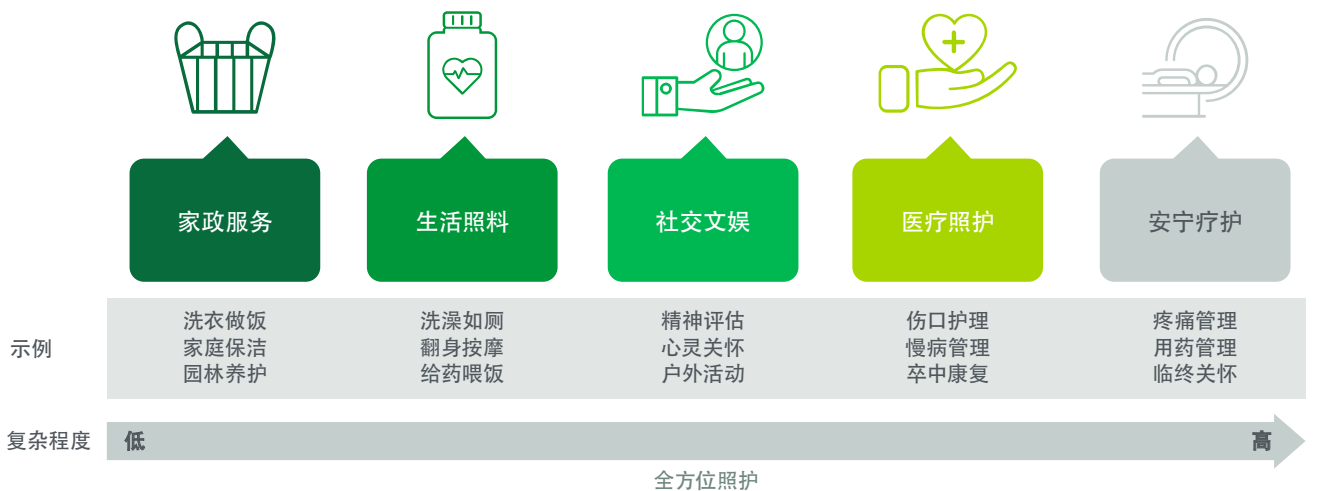 家政服务
生活照料
社交文娱
医疗照护
安宁疗护
示例
洗衣做饭
家庭保洁
园林养护
洗澡如厕
翻身按摩
给药喂饭
精神评估
心灵关怀
户外活动
伤口护理
慢病管理
卒中康复
疼痛管理
用药管理
临终关怀
复杂程度
低
高
全方位照护